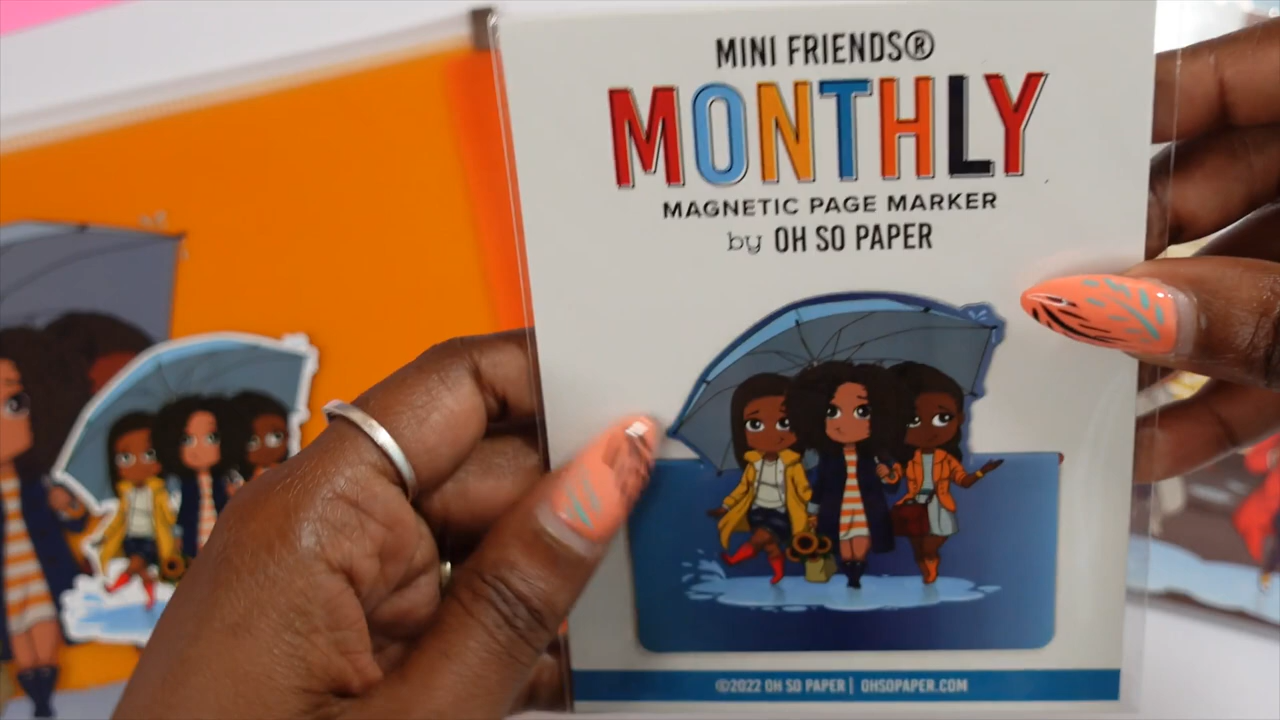 MINI FRIENDS®
MONTHLY
MAGNETIC PAGE MARKER
by OH SO PAPER
©2022 OH SO PAPER | OHSOPAPER.COM